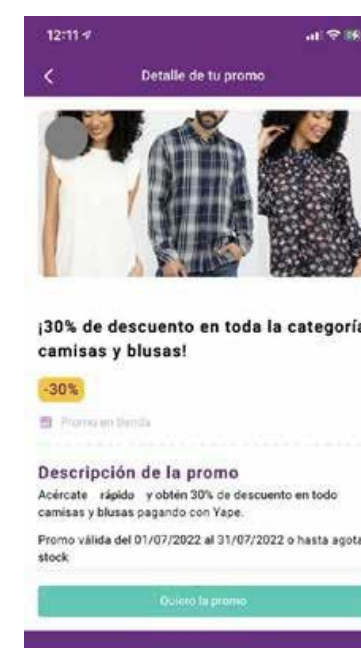 12:11
Detalle de tu promo
¡30% de descuento en toda la categoría
camisas y blusas!
-30%
Promo en tienda
Descripción de la promo
Acércate rápido y obtén 30% de descuento en todo
camisas y blusas pagando con Yape.
Promo válida del 01/07/2022 al 31/07/2022 o hasta agota
stock
Quiero la promo